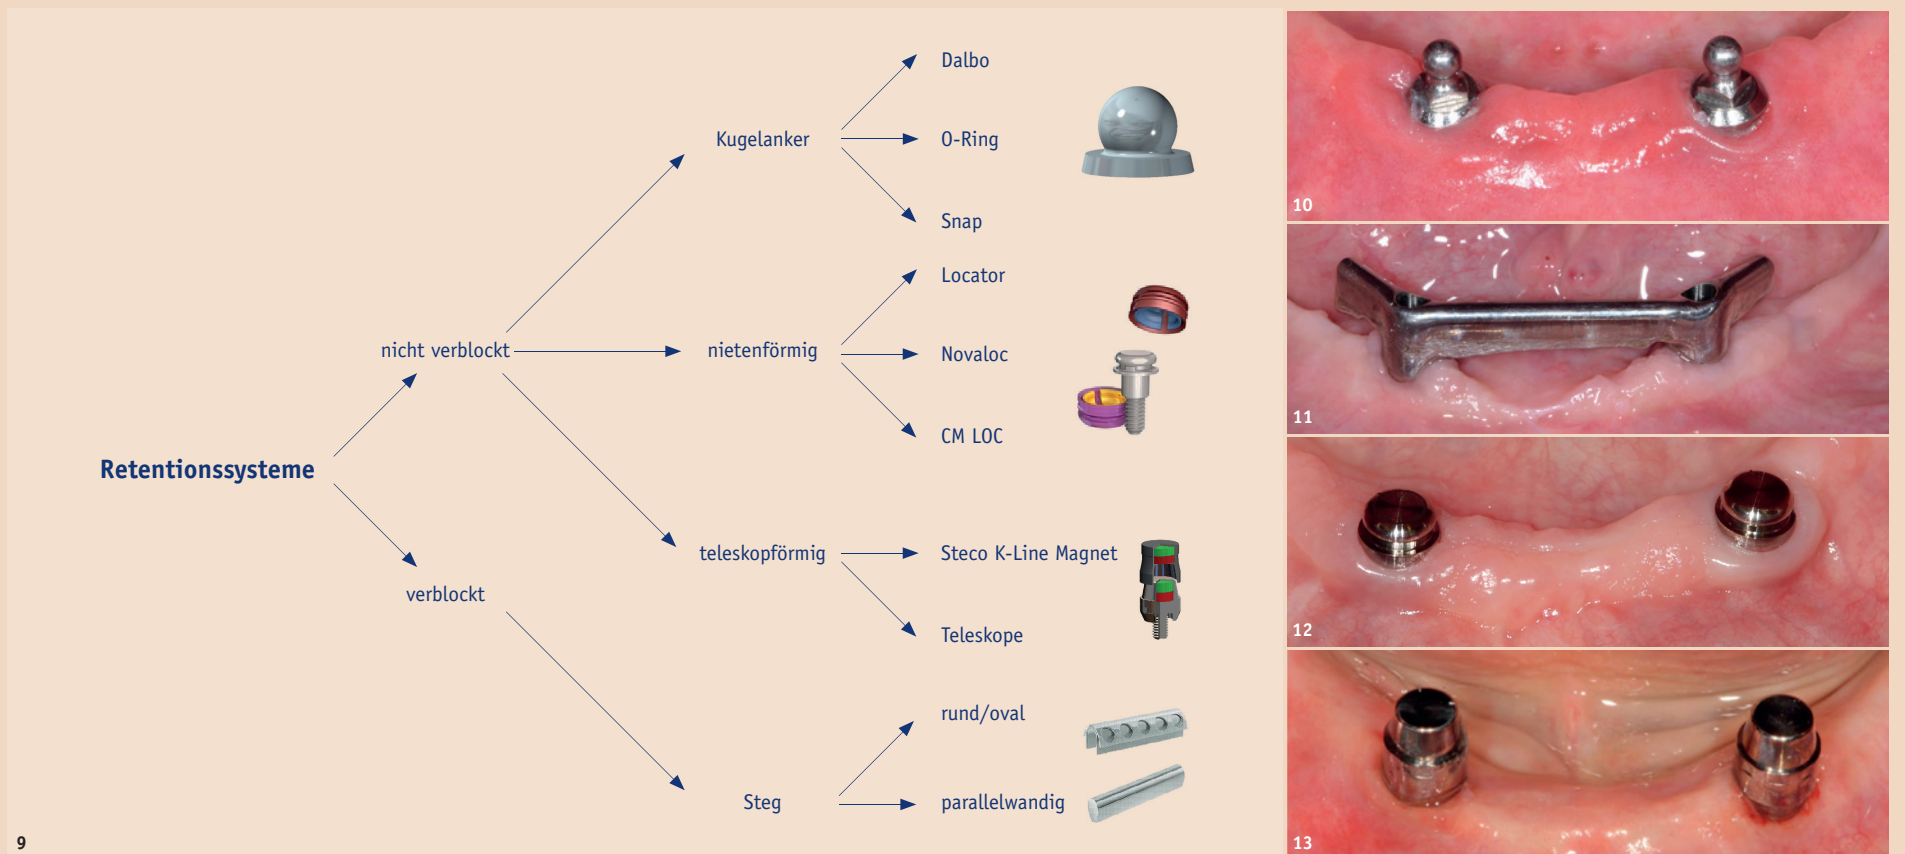 Retentionssysteme
nicht verblockt
verblockt
Kugelanker
nietenförmig
teleskopförmig
Steg
Dalbo
O-Ring
Snap
Locator
Novaloc
CM LOC
Steco K-Line Magnet
Teleskope
rund/oval
parallelwandig
9
10
11
12
13